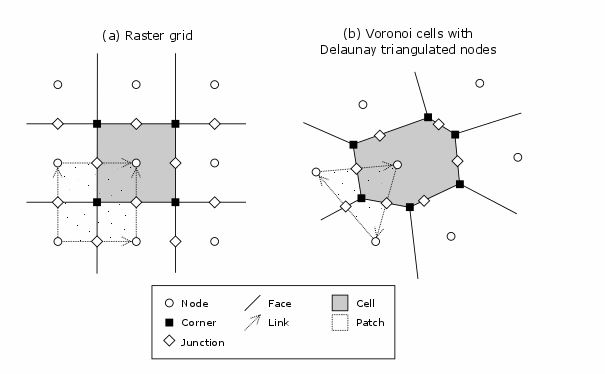 (a) Raster grid
(b) Voronoi cells with
Delaunay triangulated nodes
Node
Face
Cell
Corner
Link
Patch
Junction